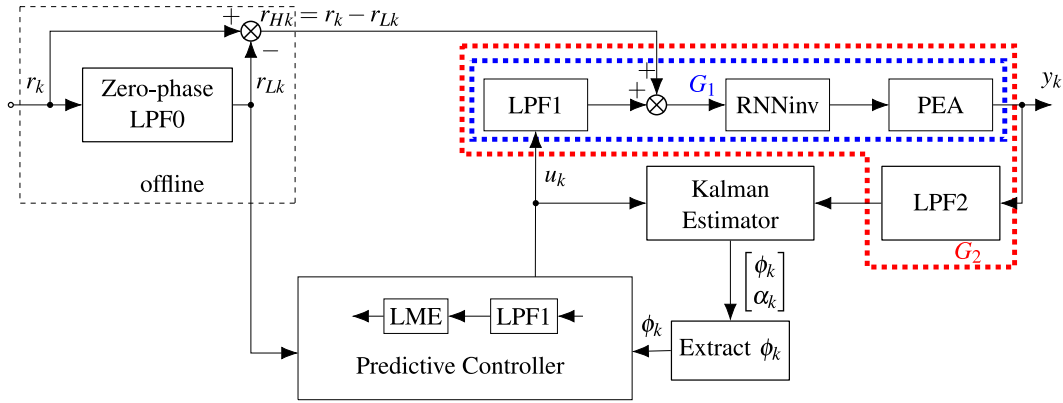 +
r_{Hk} = r_k − r_{Lk}
−
r_k
Zero-phase
LPF0
r_{Lk}
offline
LPF1
+
+
G_1
RNNinv
PEA
y_k
u_k
Kalman
Estimator
LPF2
G_2
[ϕ_k
α_k]
LME
LPF1
Predictive Controller
ϕ_k
Extract ϕ_k